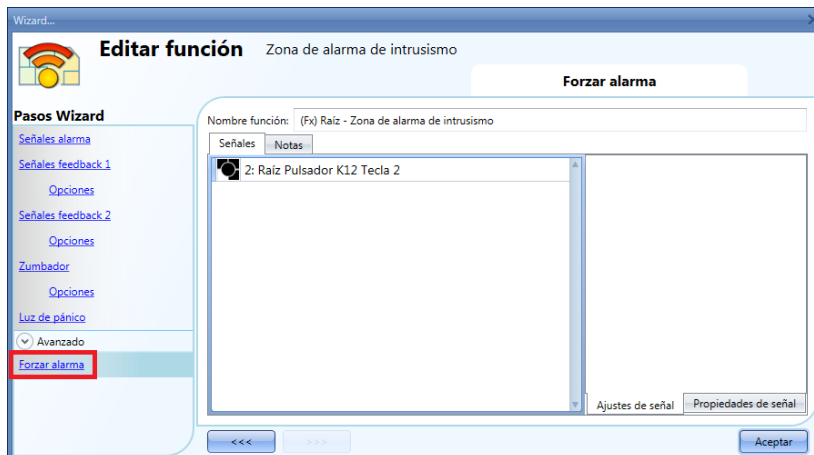 Wizard...
Editar función Zona de alarma de intrusismo
Forzar alarma
Pasos Wizard
Señales alarma
Señales feedback 1
Opciones
Señales feedback 2
Opciones
Zumbador
Opciones
Luz de pánico
Avanzado
Forzar alarma
Nombre función: (Fx) Raíz - Zona de alarma de intrusismo
Señales Notas
2: Raíz Pulsador K12 Tecla 2
Ajustes de señal Propiedades de señal
<<< >>> Aceptar